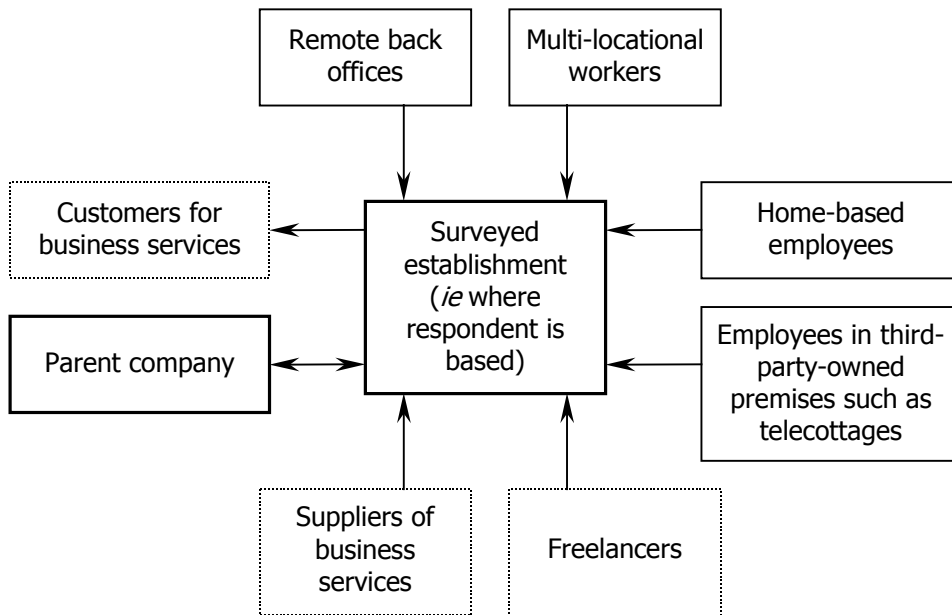 Remote back
offices
Multi-locational
workers
Customers for
business services
Surveyed
establishment
(ie where
respondent is
based)
Home-based
employees
Parent company
Employees in third-
party-owned
premises such as
telecottages
Suppliers of
business
services
Freelancers